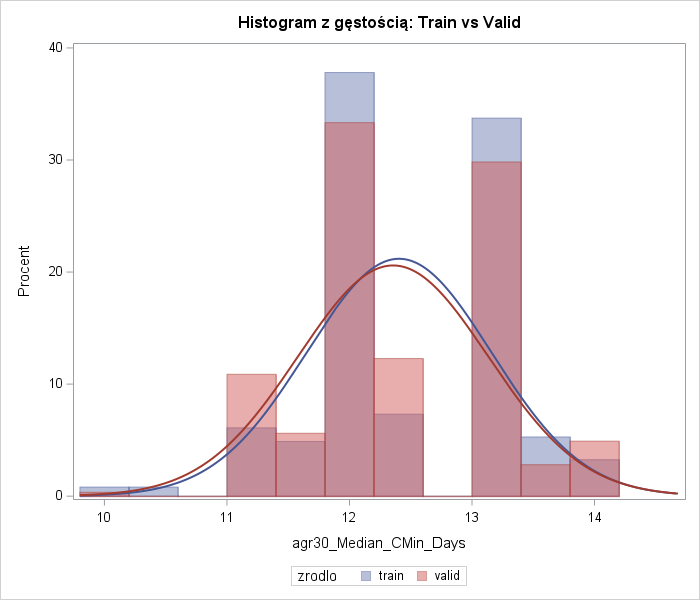 Histogram z gęstością: Train vs Valid
40
30
20
10
0
Procent
10 11 12 13 14
agr30_Median_CMin_Days
zrodlo train valid